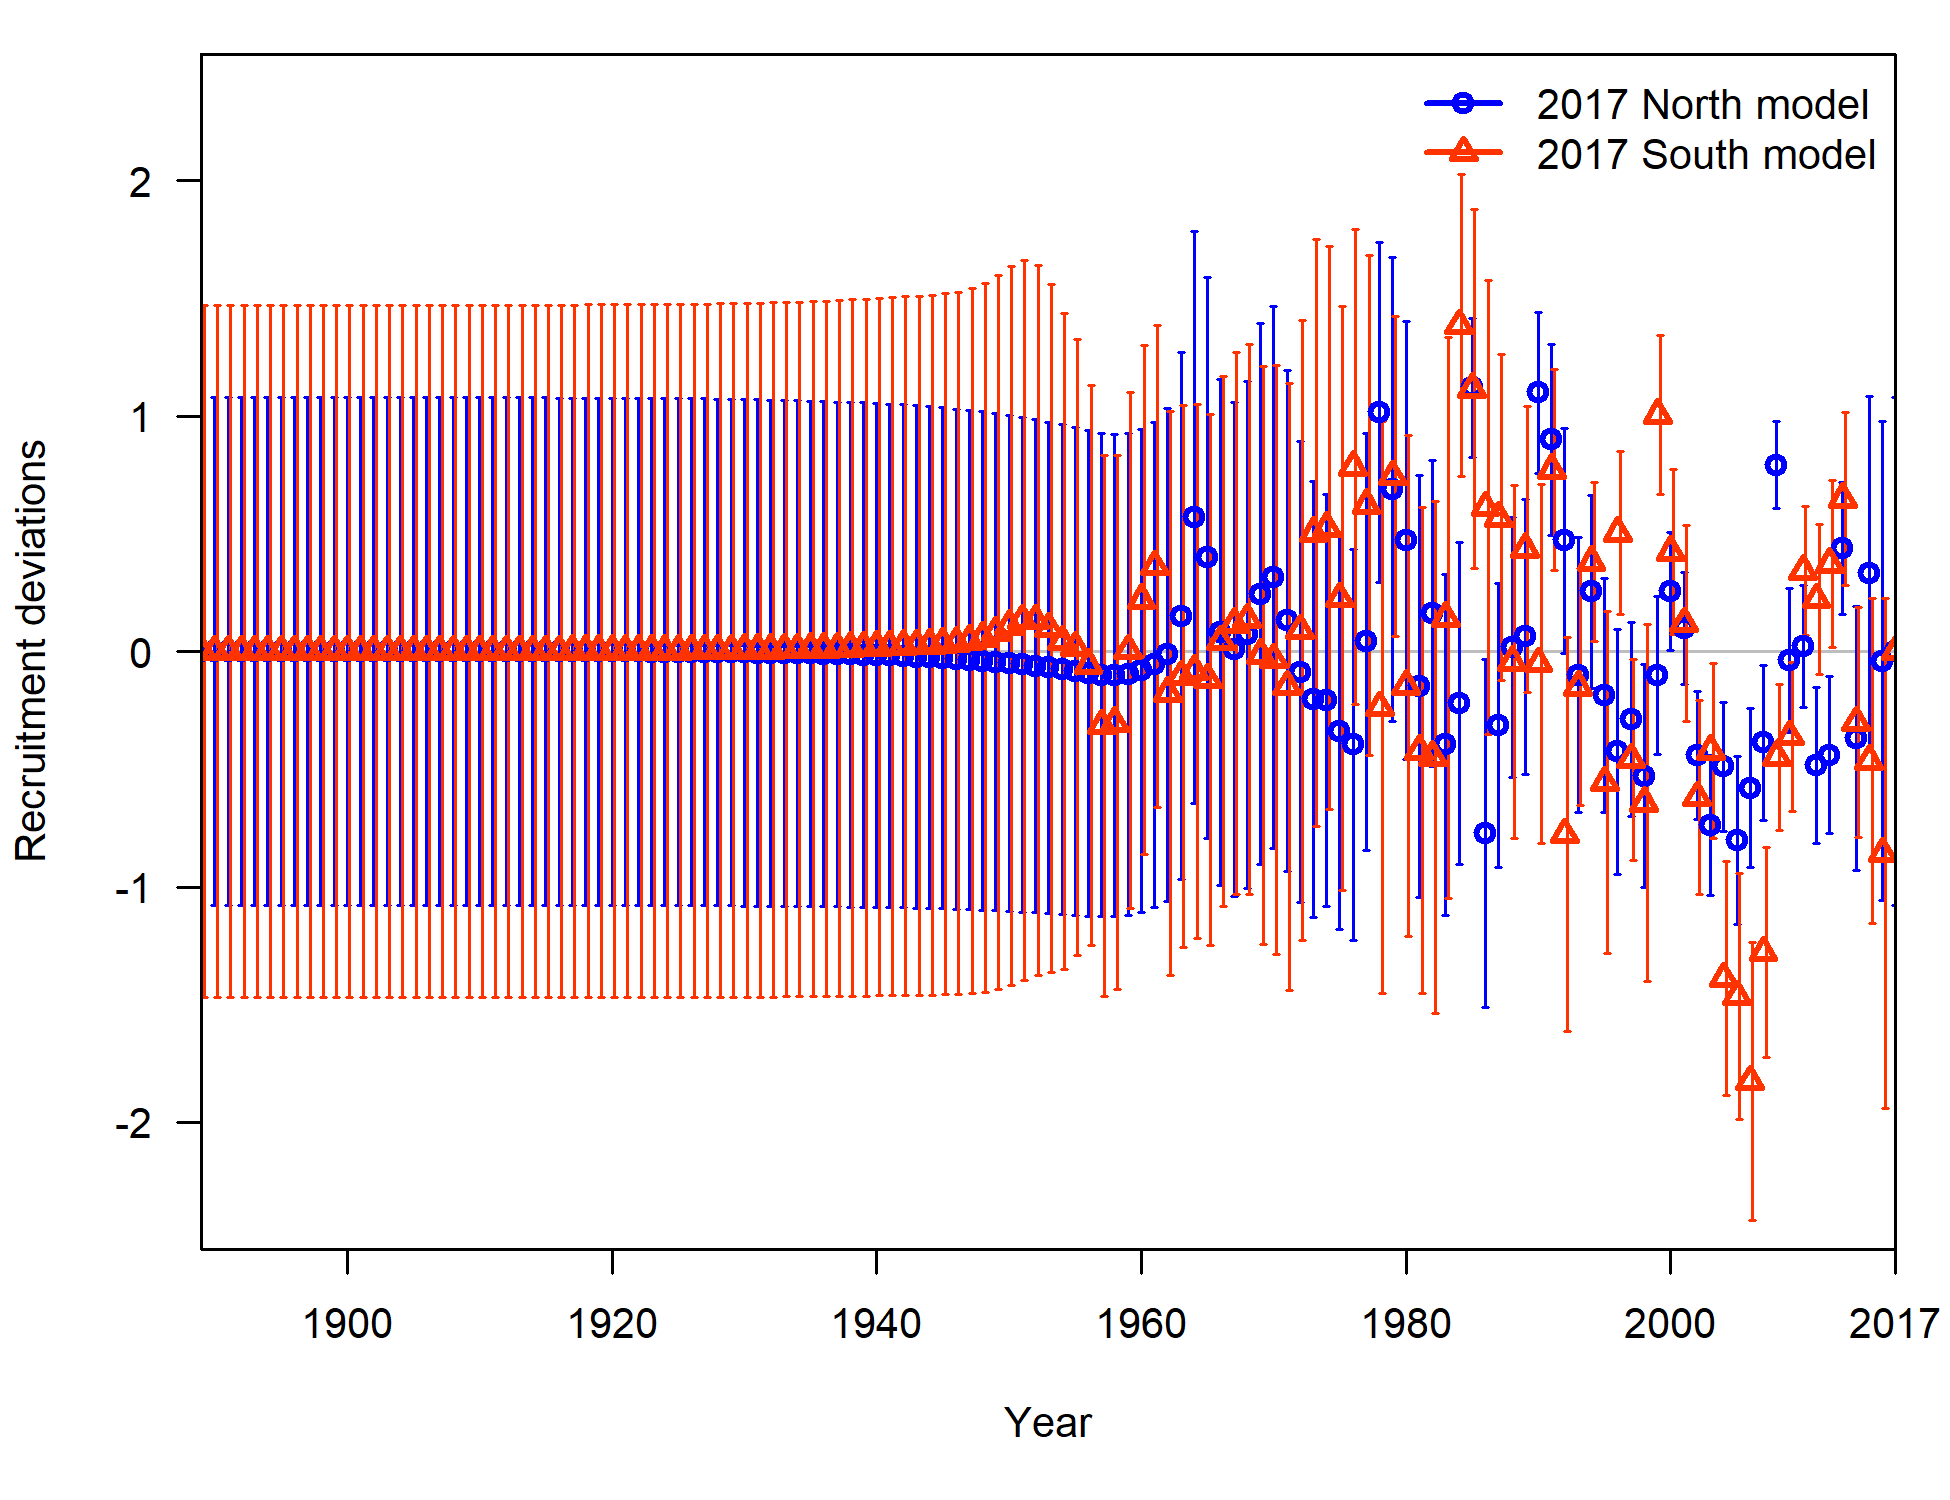 2017 North model
2017 South model
Recruitment deviations
2
1
0
-1
-2
1900 1920 1940 1960 1980 2000 2017
Year